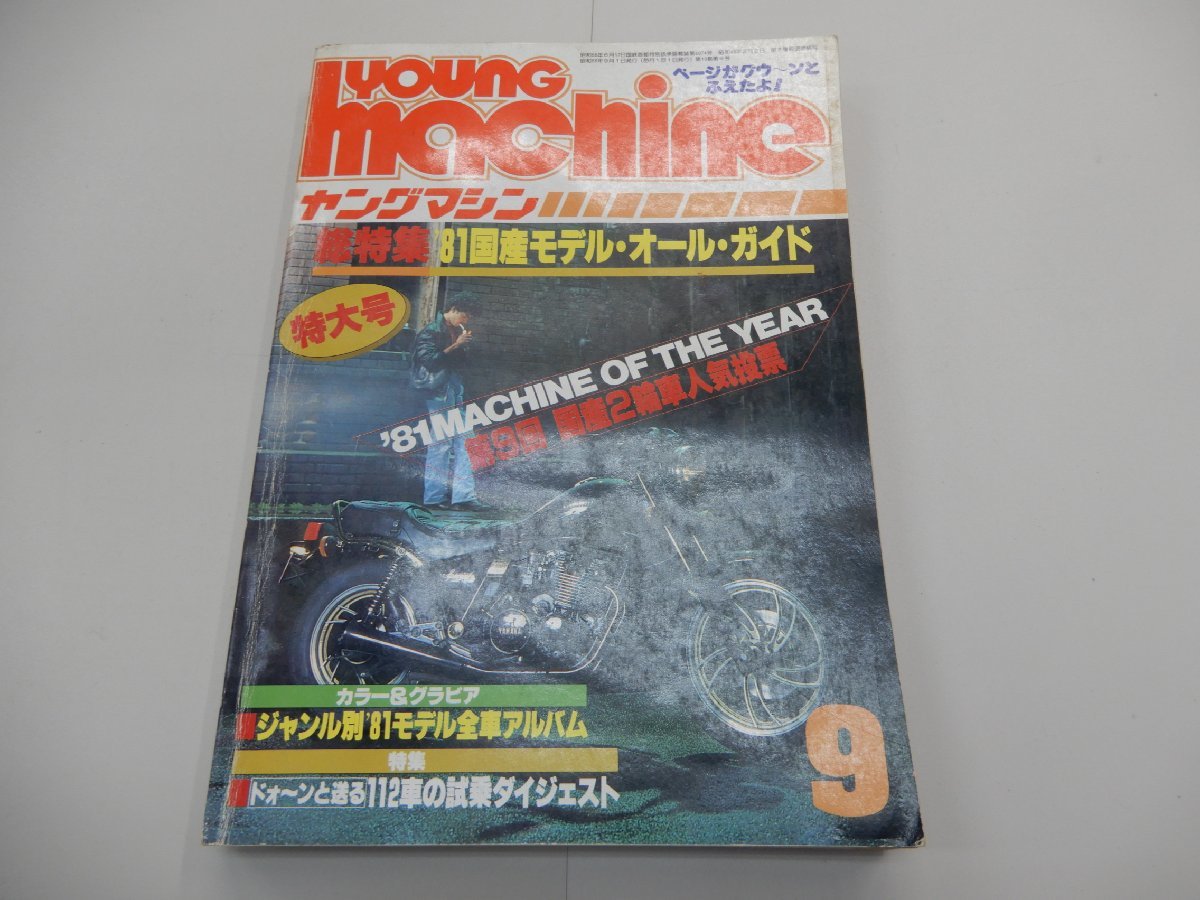 YOUNG
machine
ページがグウ〜ンと
ふえたよ!
ヤングマシン
総特集 '81国産モデル・オール・ガイド
特大号
'81 MACHINE OF THE YEAR
第9回 国産2輪車人気投票
YAMAHA
カラー&グラビア
ジャンル別'81モデル全車アルバム
特集
ドォ〜ンと送る112車の試乗ダイジェスト
9